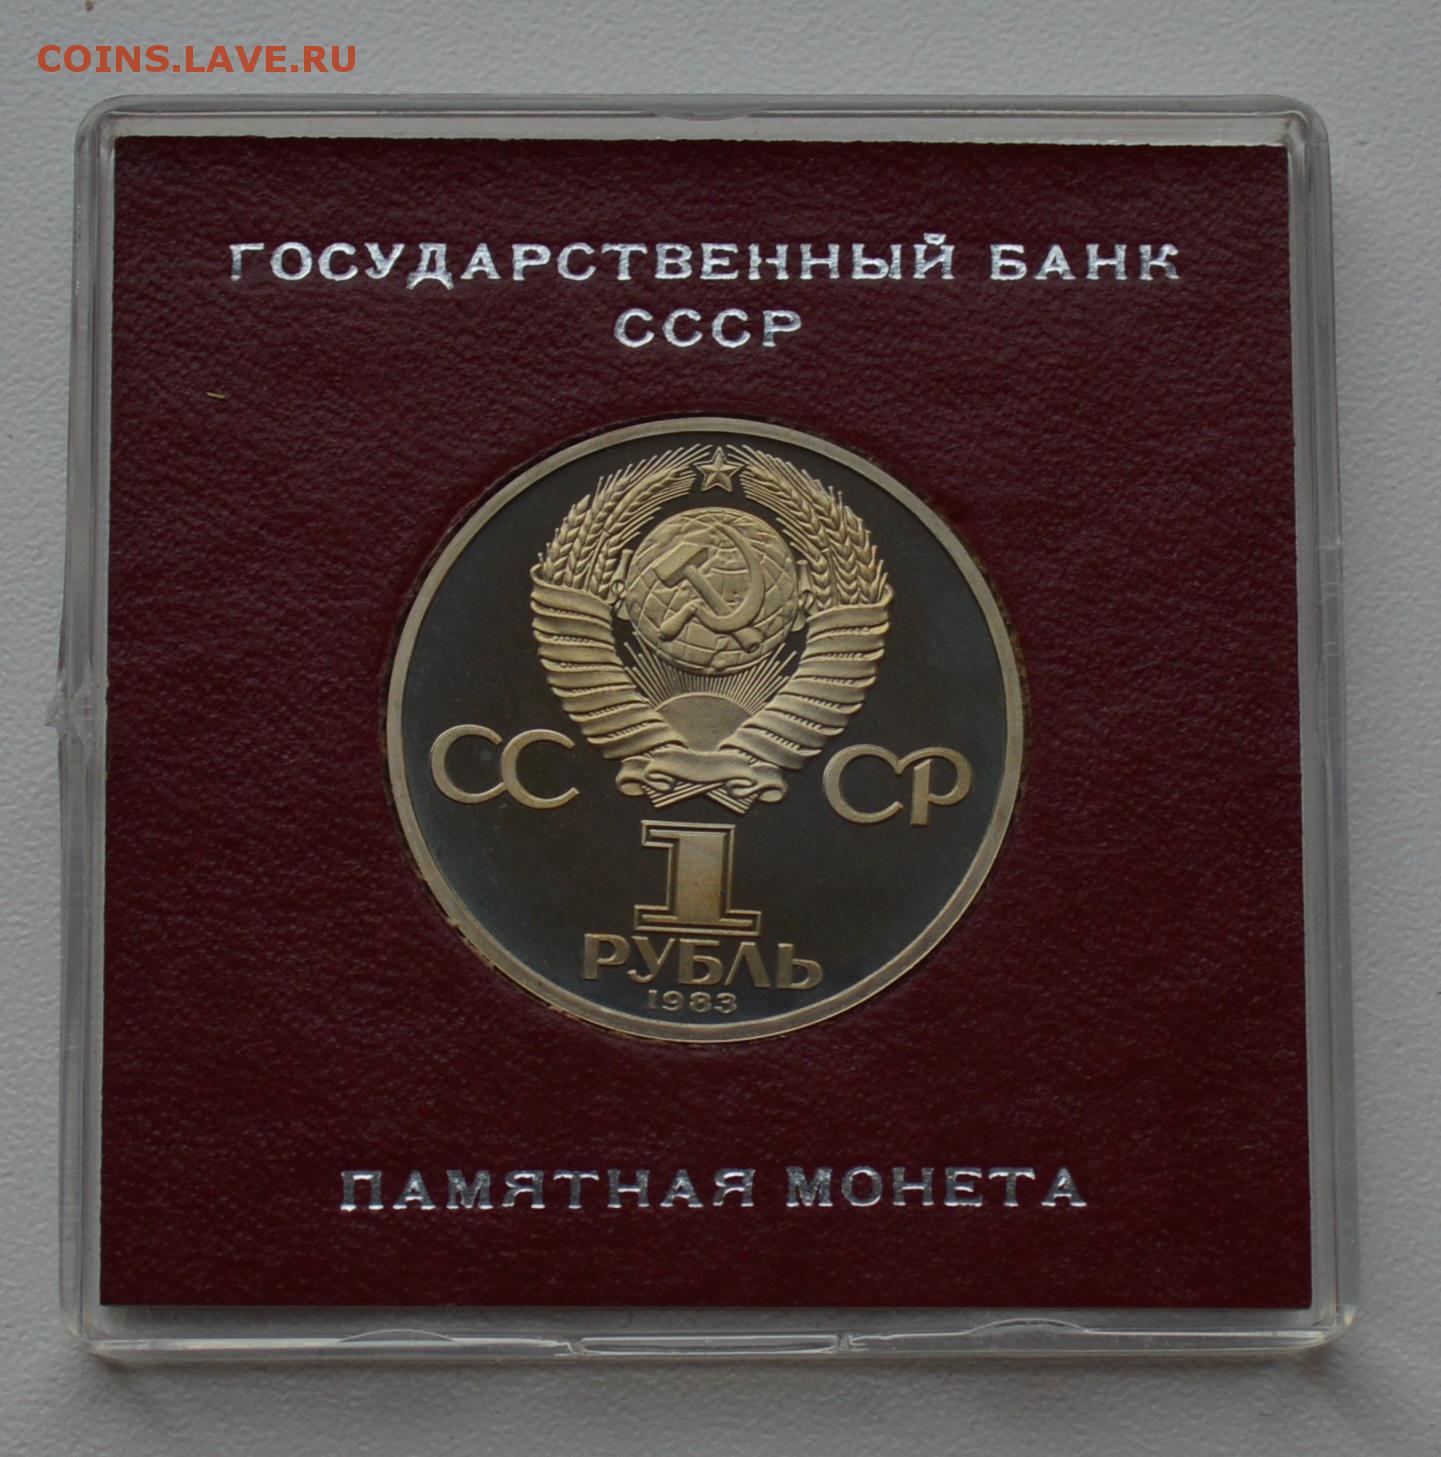 COINS.LAVE.RU
ГОСУДАРСТВЕННЫЙ БАНК
СССР
СС СР
1
РУБЛЬ
1983
ПАМЯТНАЯ МОНЕТА